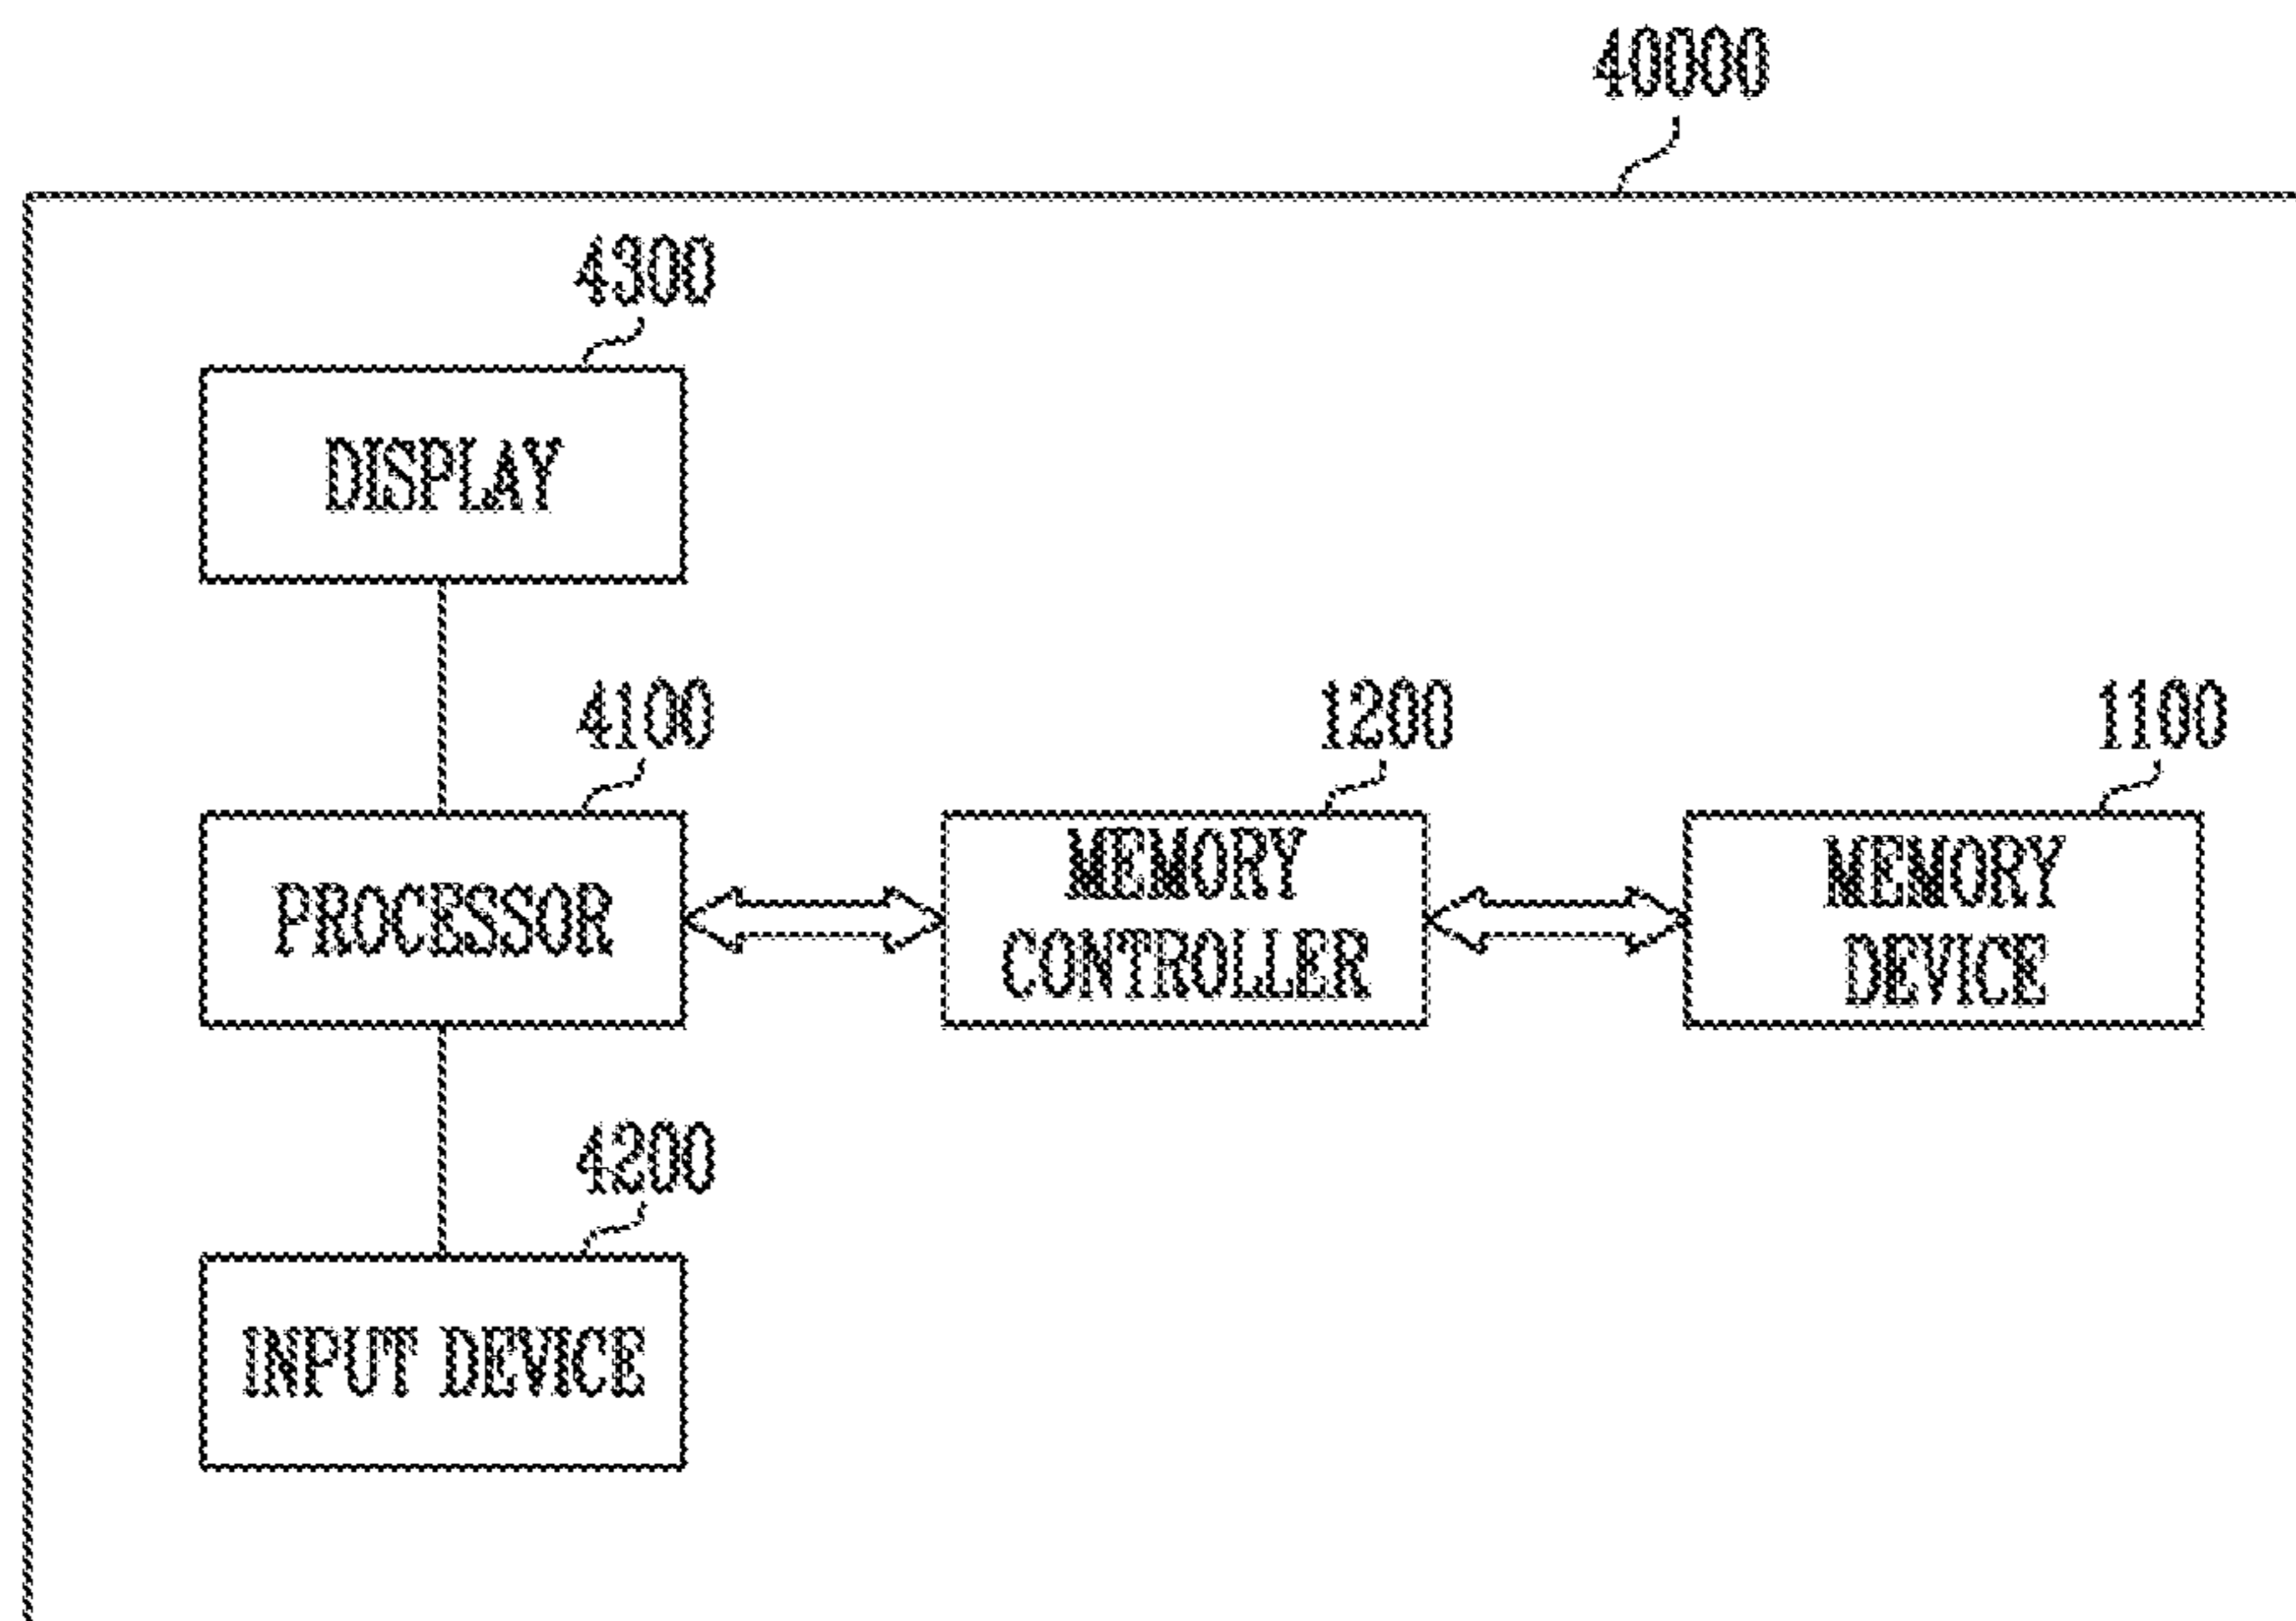 40000
4300
DISPLAY
4100
1200
1100
PROCESSOR
MEMORY
CONTROLLER
MEMORY
DEVICE
4200
INPUT DEVICE